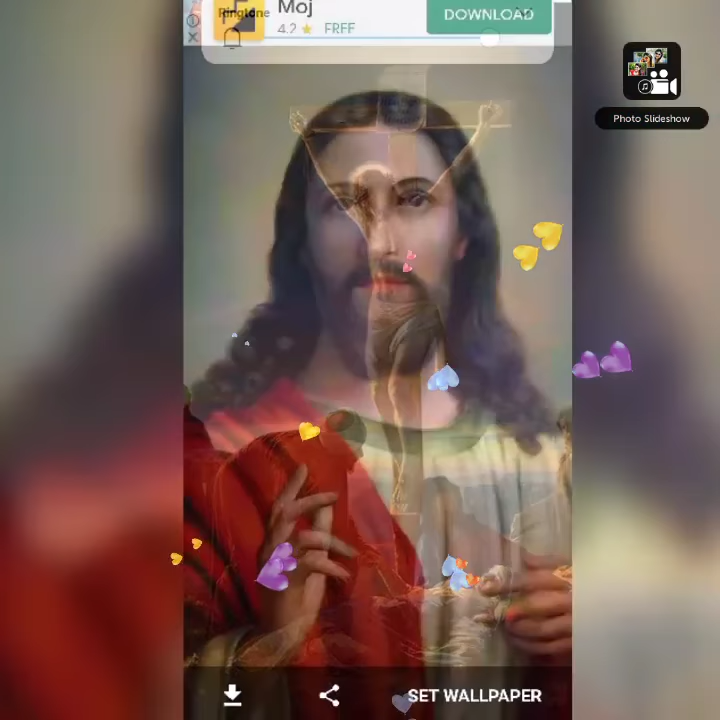 Ringtone
Moj
4.2 ★ FREE
DOWNLOAD
Photo Slideshow
SET WALLPAPER